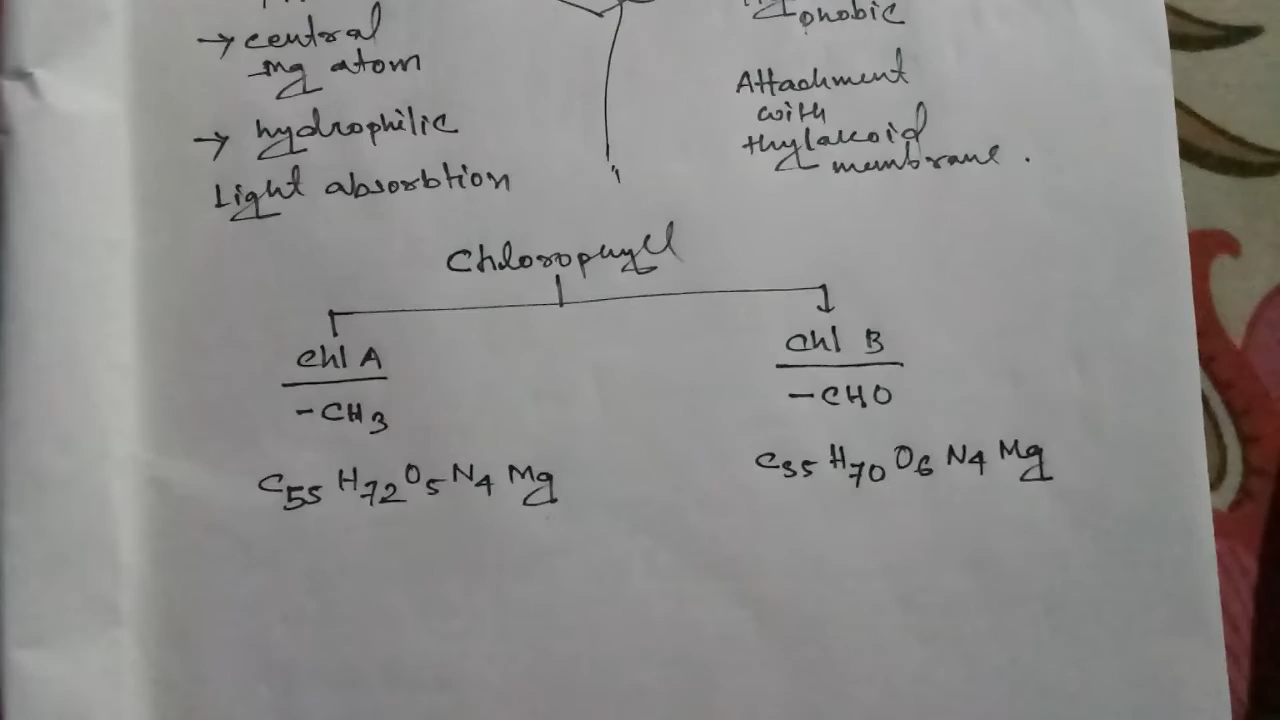 → central
mg atom
→ hydrophilic
Light absorbtion
phobic
Attachment
with
thylakoid
membrane.
Chlorophyll
Chl A
-CH3
C55 H72 O5 N4 Mg
Chl B
-CHO
C55 H70 O6 N4 Mg